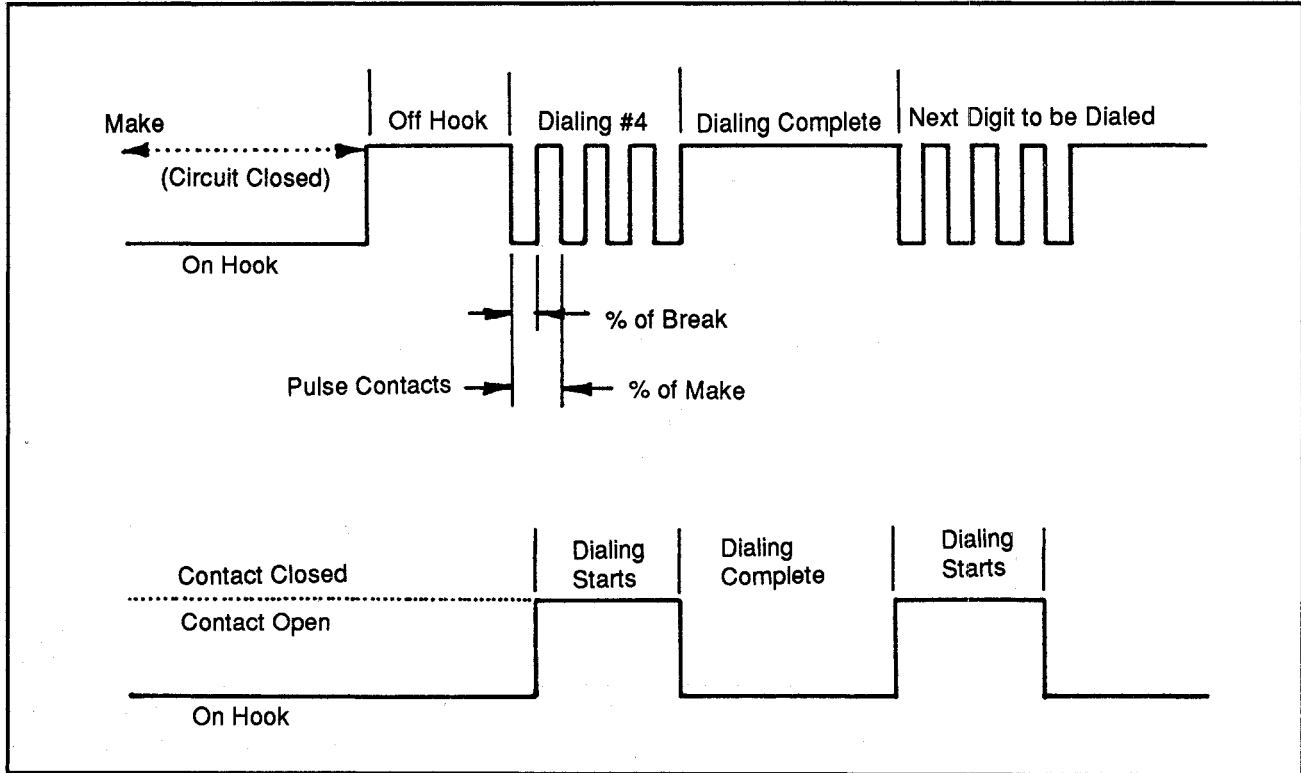 Make
(Circuit Closed)
On Hook
Off Hook
Dialing #4
Dialing Complete
Next Digit to be Dialed
% of Break
Pulse Contacts
% of Make
Contact Closed
Contact Open
On Hook
Dialing
Starts
Dialing
Complete
Dialing
Starts